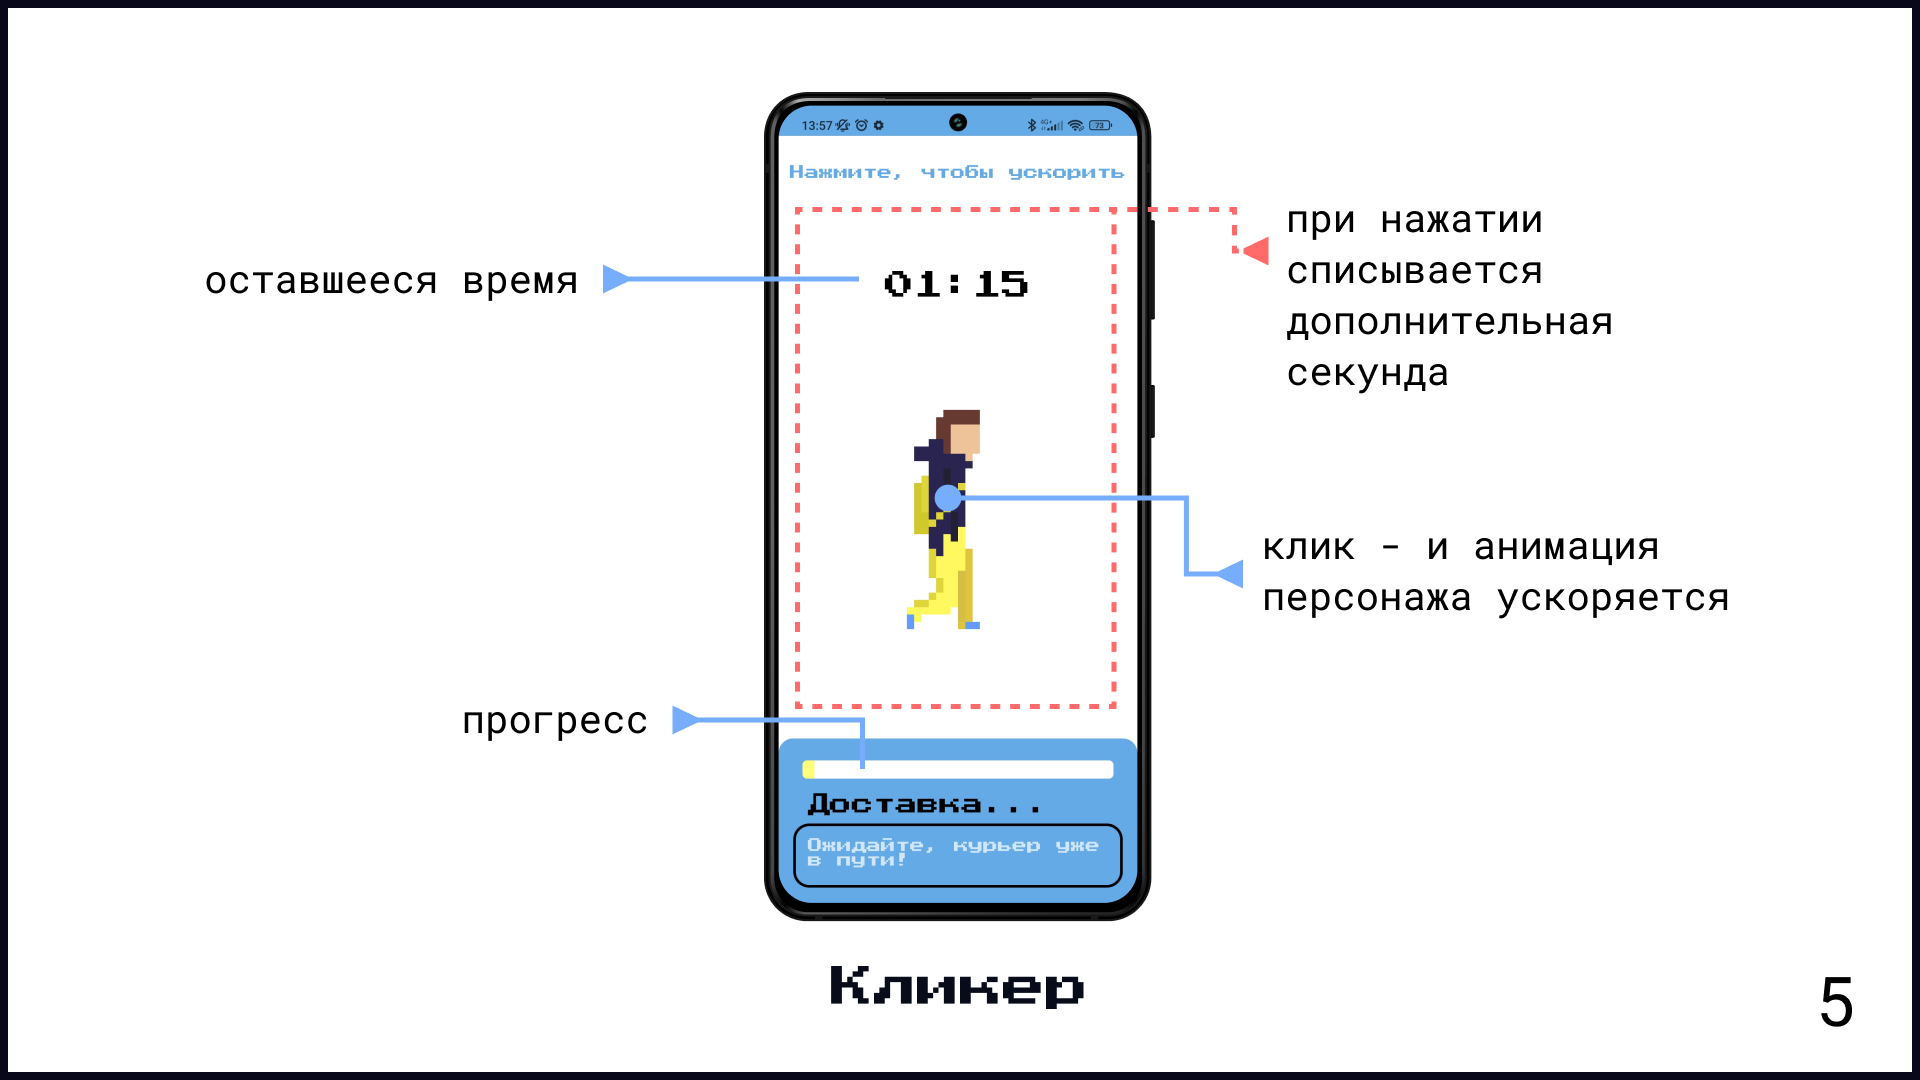 13:57
73
Нажмите, чтобы ускорить
01:15
оставшееся время
при нажатии
списывается
дополнительная
секунда
клик - и анимация
персонажа ускоряется
прогресс
Доставка...
Ожидайте, курьер уже
в пути!
Кликер
5